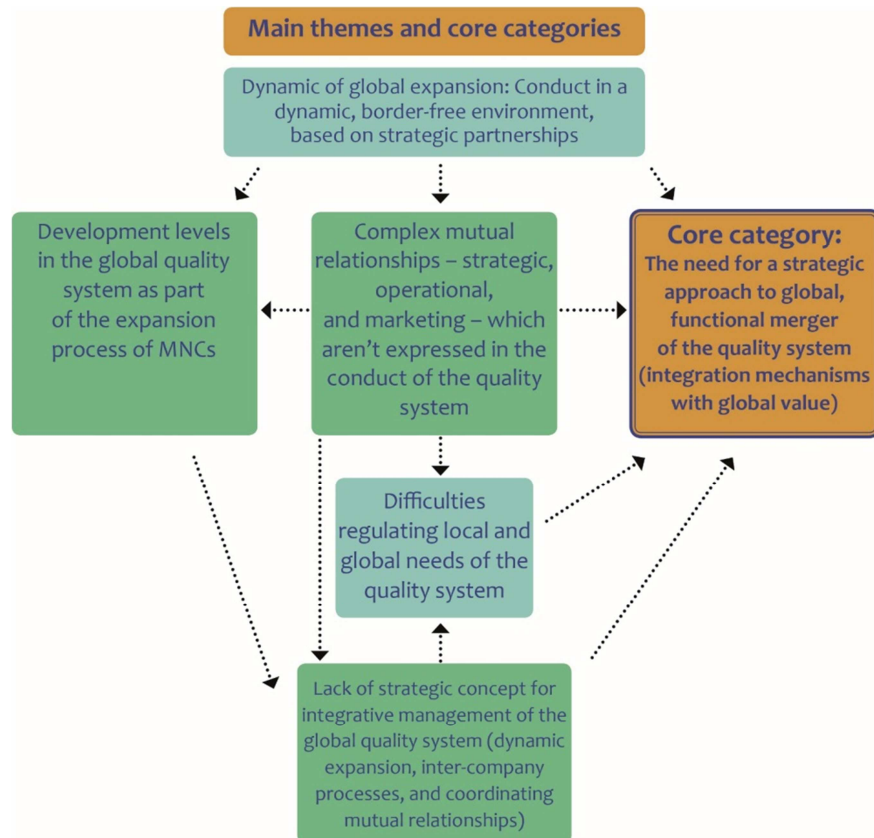 Main themes and core categories
Dynamic of global expansion: Conduct in a
dynamic, border-free environment,
based on strategic partnerships
Development levels
in the global quality
system as part
of the expansion
process of MNCs
Complex mutual
relationships – strategic,
operational,
and marketing – which
aren't expressed in the
conduct of the quality
system
Core category:
The need for a strategic
approach to global,
functional merger
of the quality system
(integration mechanisms
with global value)
Difficulties
regulating local and
global needs of the
quality system
Lack of strategic concept for
integrative management of the
global quality system (dynamic
expansion, inter-company
processes, and coordinating
mutual relationships)